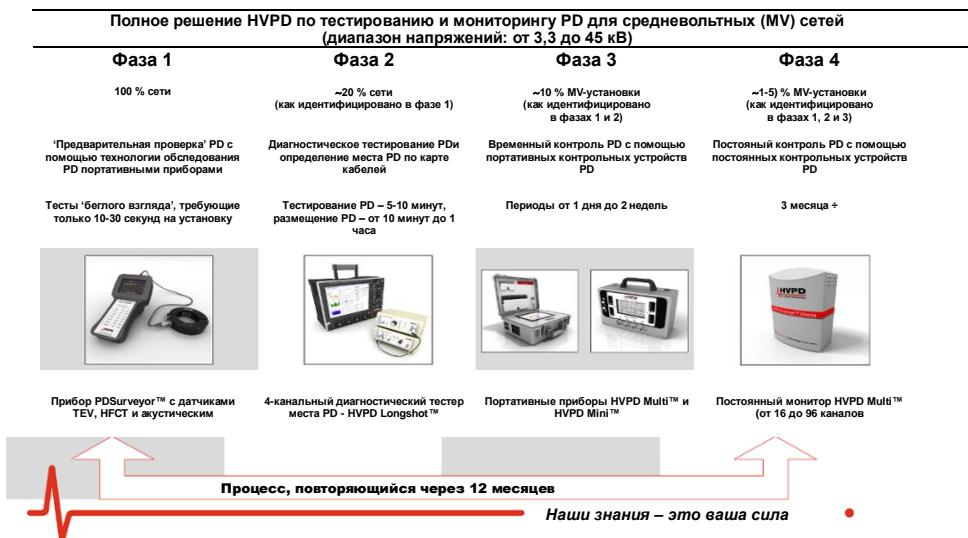 Полное решение HVPD по тестированию и мониторингу PD для средневольтных (MV) сетей
(диапазон напряжений: от 3,3 до 45 кВ)
Фаза 1
Фаза 2
Фаза 3
Фаза 4
100 % сети
~20 % сети
(как идентифицировано в фазе 1)
~10 % MV-установки
(как идентифицировано
в фазах 1 и 2)
~1-5) % MV-установки
(как идентифицировано
в фазах 1, 2 и 3)
‘Предварительная проверка’ PD с
помощью технологии обследования
PD портативными приборами
Диагностическое тестирование PDи
определение места PD по карте
кабелей
Временный контроль PD с помощью
портативных контрольных устройств
PD
Постояный контроль PD с помощью
постоянных контрольных устройств
PD
Тесты ‘беглого взгляда’, требующие
только 10-30 секунд на установку
Тестирование PD – 5-10 минут,
размещение PD – от 10 минут до 1
часа
Периоды от 1 дня до 2 недель
3 месяца ÷
HVPD
Прибор PDSurveyor™ с датчиками
TEV, HFCT и акустическим
4-канальный диагностический тестер
места PD - HVPD Longshot™
Портативные приборы HVPD Multi™ и
HVPD Mini™
Постоянный монитор HVPD Multi™
(от 16 до 96 каналов
Процесс, повторяющийся через 12 месяцев
Наши знания – это ваша сила